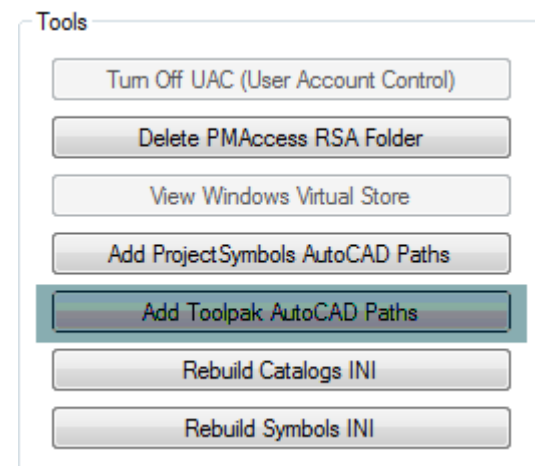 Tools
Turn Off UAC (User Account Control)
Delete PMAccess RSA Folder
View Windows Virtual Store
Add ProjectSymbols AutoCAD Paths
Add Toolpak AutoCAD Paths
Rebuild Catalogs INI
Rebuild Symbols INI